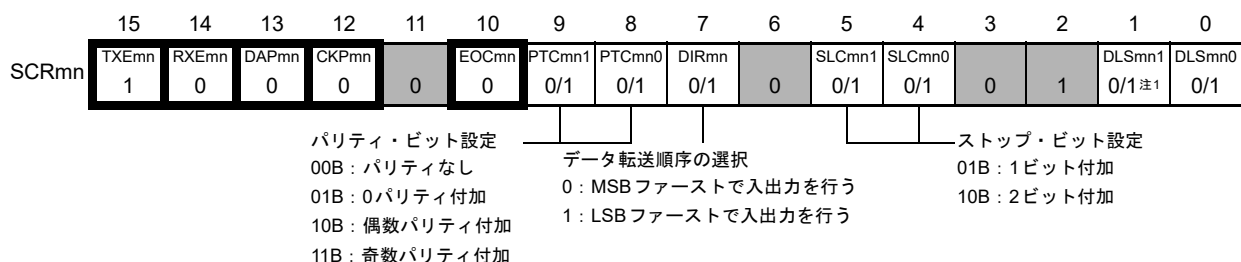 15 14 13 12 11 10 9 8 7 6 5 4 3 2 1 0
SCRmn
TXEmn RXEmn DAPmn CKPmn EOCmn PTCmn1 PTCmn0 DIRmn SLCmn1 SLCmn0 DLSmn1 DLSmn0
1 0 0 0 0 0 0/1 0/1 0/1 0 0/1 0/1 0 1 0/1注1 0/1
パリティ・ビット設定
00B:パリティなし
01B:0パリティ付加
10B:偶数パリティ付加
11B:奇数パリティ付加
データ転送順序の選択
0:MSBファーストで入出力を行う
1:LSBファーストで入出力を行う
ストップ・ビット設定
01B:1ビット付加
10B:2ビット付加